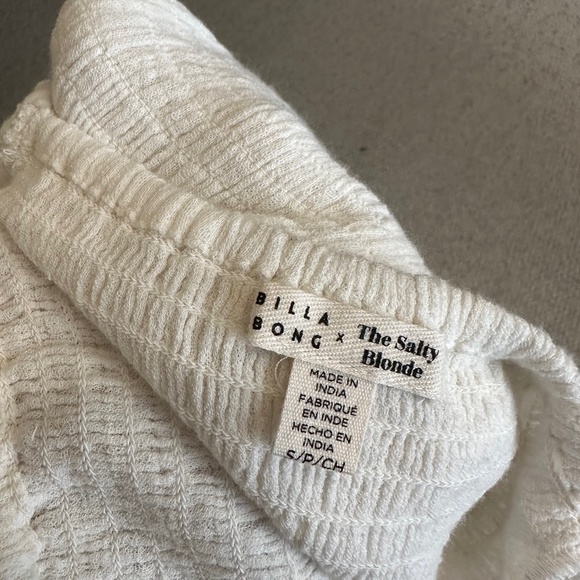 BILLA
BONG × The Salty
Blonde
MADE IN
INDIA
FABRIQUÉ
EN INDE
HECHO EN
INDIA
S/P/CH